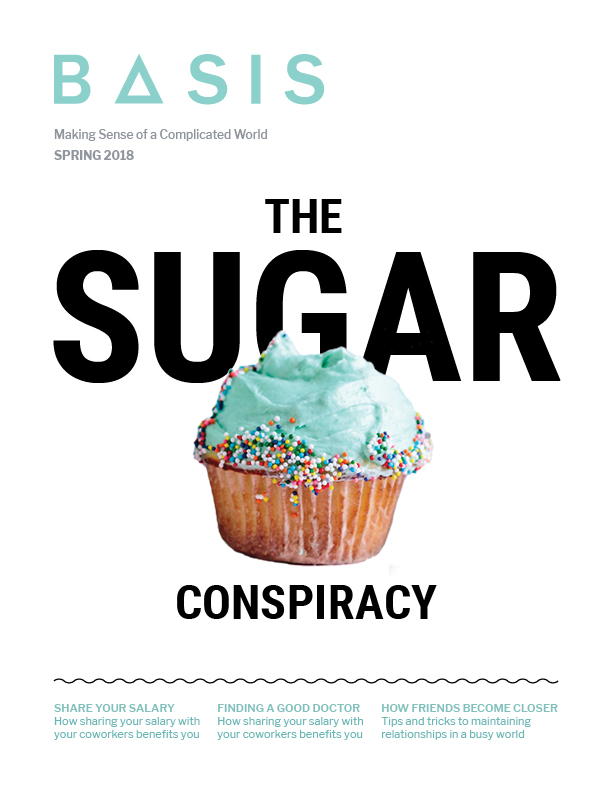 BASIS
Making Sense of a Complicated World
SPRING 2018
THE
SUGAR
CONSPIRACY
SHARE YOUR SALARY
How sharing your salary with
your coworkers benefits you
FINDING A GOOD DOCTOR
How sharing your salary with
your coworkers benefits you
HOW FRIENDS BECOME CLOSER
Tips and tricks to maintaining
relationships in a busy world